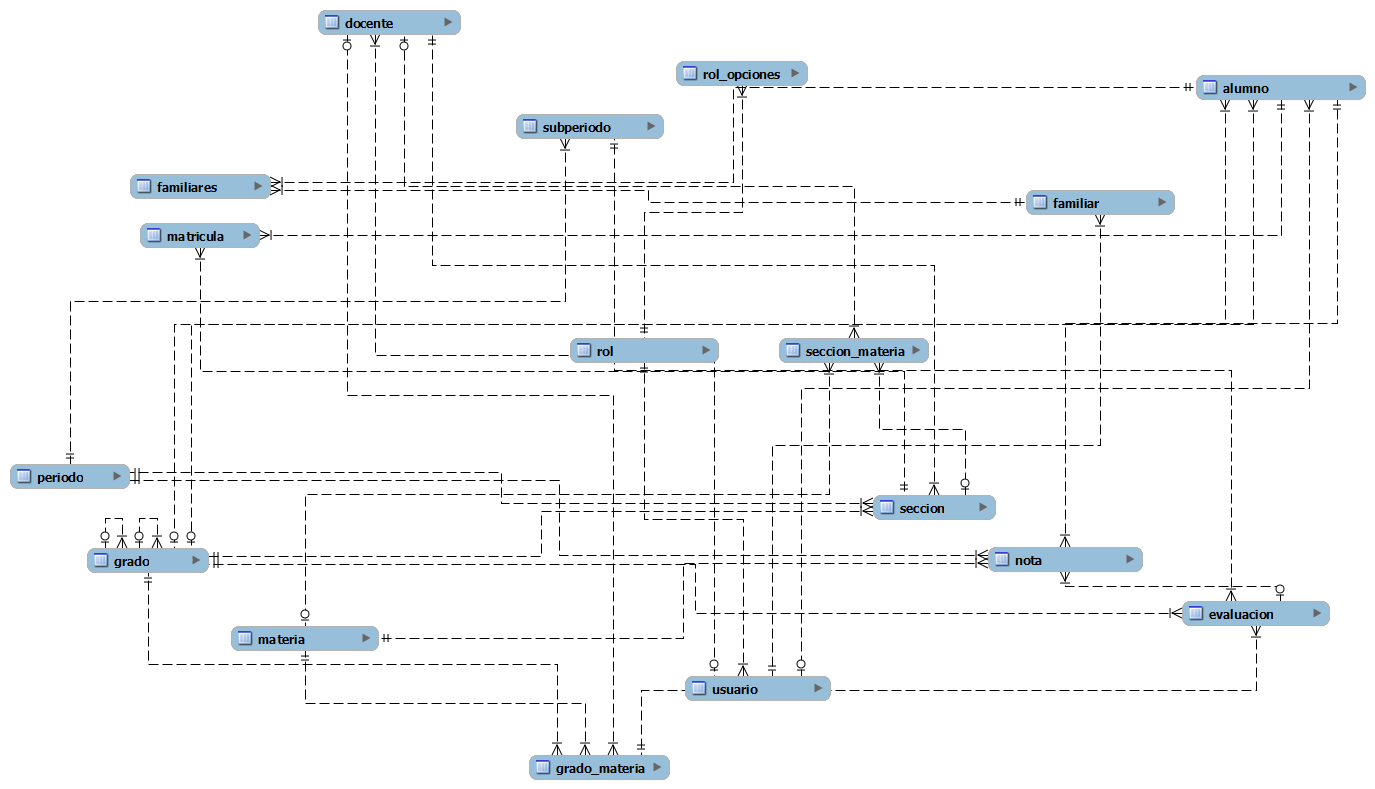 docente
rol_opciones
alumno
subperiodo
familiares
familiar
matricula
rol
seccion_materia
periodo
seccion
grado
nota
evaluacion
materia
usuario
grado_materia